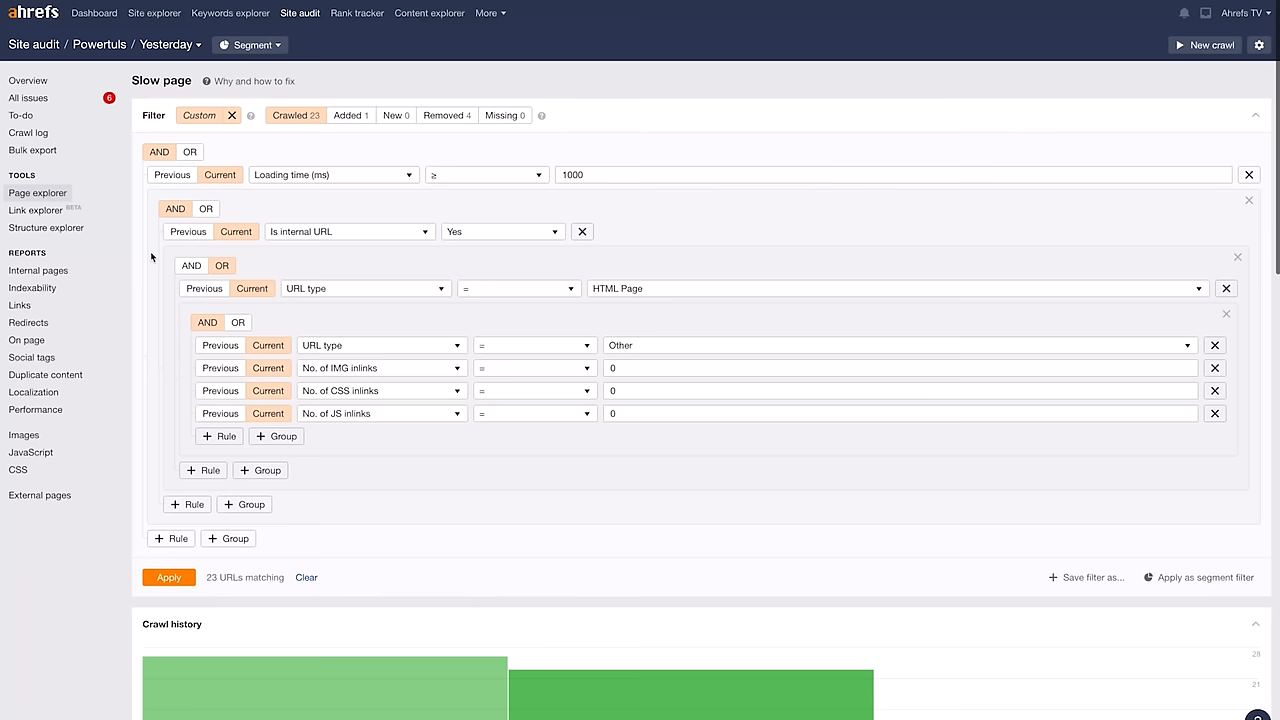 ahrefs Dashboard Site explorer Keywords explorer Site audit Rank tracker Content explorer More Ahrefs TV
Site audit / Powertuls / Yesterday Segment New crawl
Overview
All issues 6
To-do
Crawl log
Bulk export
TOOLS
Page explorer
Link explorer BETA
Structure explorer
REPORTS
Internal pages
Indexability
Links
Redirects
On page
Social tags
Duplicate content
Localization
Performance
Images
JavaScript
CSS
External pages
Slow page ? Why and how to fix
Filter Custom ? Crawled 23 Added 1 New 0 Removed 4 Missing 0 ?
AND OR
Previous Current Loading time (ms) ≥ 1000
AND OR
Previous Current Is internal URL Yes
AND OR
Previous Current URL type = HTML Page
AND OR
Previous Current URL type = Other
Previous Current No. of IMG inlinks = 0
Previous Current No. of CSS inlinks = 0
Previous Current No. of JS inlinks = 0
+ Rule + Group
+ Rule + Group
+ Rule + Group
+ Rule + Group
Apply 23 URLs matching Clear + Save filter as... Apply as segment filter
Crawl history
28
21